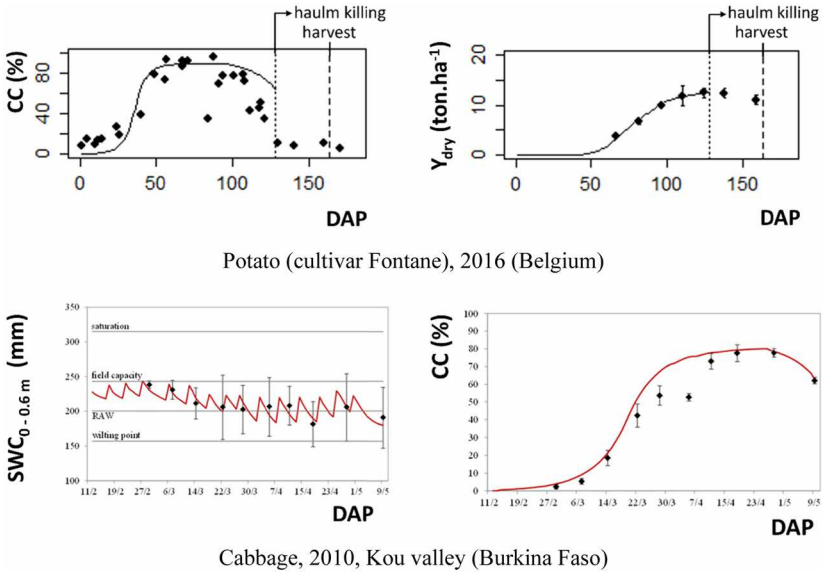 haulm killing
harvest
CC (%)
80
40
0
0
50
100
150
DAP
haulm killing
harvest
Ydry (ton.ha-1)
20
10
0
0
50
100
150
DAP
Potato (cultivar Fontane), 2016 (Belgium)
SWC0 - 0.6 m (mm)
350
300
250
200
150
100
saturation
field capacity
RAW
wilting point
11/2 19/2 27/2 6/3 14/3 22/3 30/3 7/4 15/4 23/4 1/5 9/5
DAP
CC (%)
100
90
80
70
60
50
40
30
20
10
0
11/2 19/2 27/2 6/3 14/3 22/3 30/3 7/4 15/4 23/4 1/5 9/5
DAP
Cabbage, 2010, Kou valley (Burkina Faso)